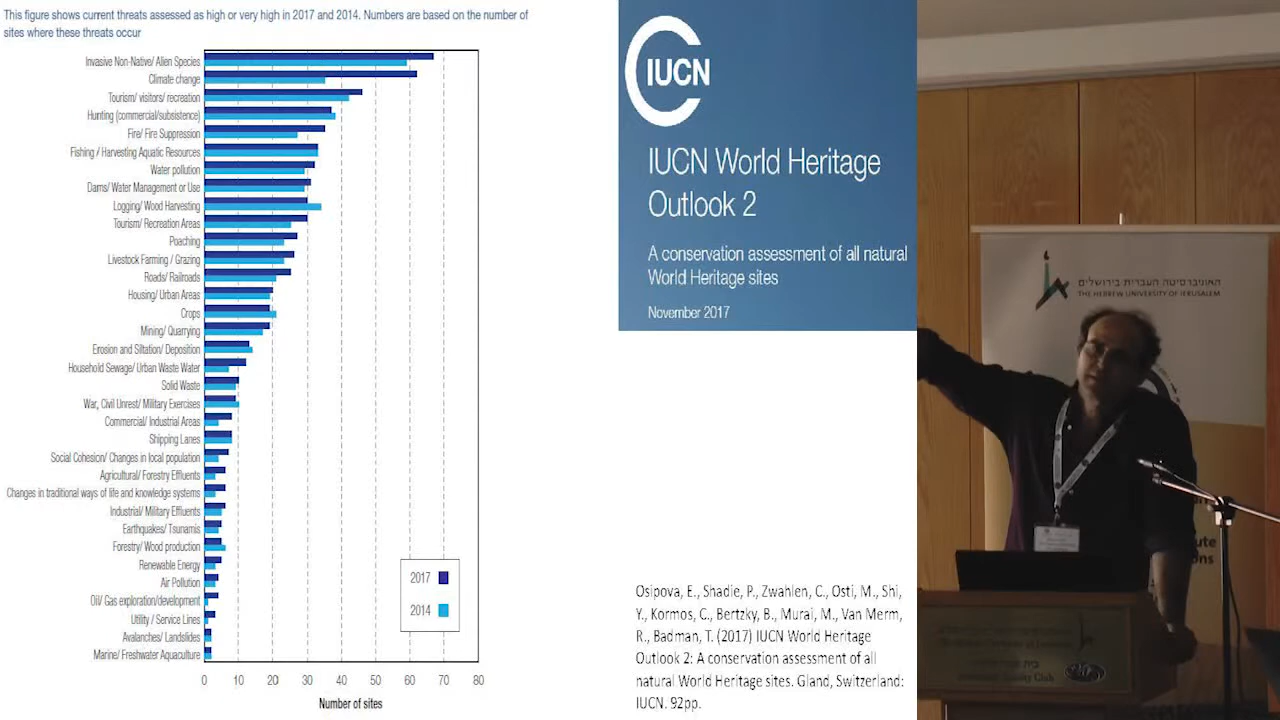 This figure shows current threats assessed as high or very high in 2017 and 2014. Numbers are based on the number of
sites where these threats occur
Invasive Non-Native/ Alien Species
Climate change
Tourism/ visitors/ recreation
Hunting (commercial/subsistence)
Fire/ Fire Suppression
Fishing / Harvesting Aquatic Resources
Water pollution
Dams/ Water Management or Use
Logging/ Wood Harvesting
Tourism/ Recreation Areas
Poaching
Livestock Farming / Grazing
Roads/ Railroads
Housing/ Urban Areas
Crops
Mining/ Quarrying
Erosion and Siltation/ Deposition
Household Sewage/ Urban Waste Water
Solid Waste
War, Civil Unrest/ Military Exercises
Commercial/ Industrial Areas
Shipping Lanes
Social Cohesion/ Changes in local population
Agricultural/ Forestry Effluents
Changes in traditional ways of life and knowledge systems
Industrial/ Military Effluents
Earthquakes/ Tsunamis
Forestry/ Wood production
Renewable Energy
Air Pollution
Oil/ Gas exploration/development
Utility / Service Lines
Avalanches/ Landslides
Marine/ Freshwater Aquaculture
0 10 20 30 40 50 60 70 80
Number of sites
2017
2014
IUCN
IUCN World Heritage
Outlook 2
A conservation assessment of all natural
World Heritage sites
November 2017
Osipova, E., Shadie, P., Zwahlen, C., Osti, M., Shi,
Y., Kormos, C., Bertzky, B., Murai, M., Van Merm,
R., Badman, T. (2017) IUCN World Heritage
Outlook 2: A conservation assessment of all
natural World Heritage sites. Gland, Switzerland:
IUCN. 92pp.
האוניברסיטה העברית בירושלים
THE HEBREW UNIVERSITY OF JERUSALEM